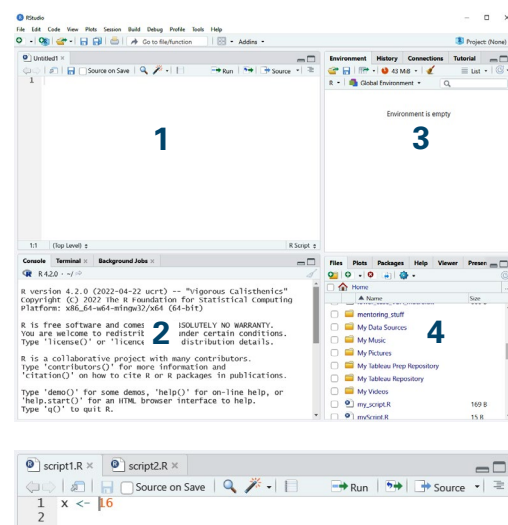 RStudio
File Edit Code View Plots Session Build Debug Profile Tools Help
Go to file/function Addins Project: (None)
Untitled1
Source on Save Run Source
1
1
1:1 (Top Level) R Script
Console Terminal Background Jobs
R 4.2.0 · ~/
R version 4.2.0 (2022-04-22 ucrt) -- "Vigorous Calisthenics"
Copyright (C) 2022 The R Foundation for Statistical Computing
Platform: x86_64-w64-mingw32/x64 (64-bit)
R is free software and comes SOLUTELY NO WARRANTY.
You are welcome to redistrib under certain conditions.
Type 'license()' or 'licence distribution details.
2
R is a collaborative project with many contributors.
Type 'contributors()' for more information and
'citation()' on how to cite R or R packages in publications.
Type 'demo()' for some demos, 'help()' for on-line help, or
'help.start()' for an HTML browser interface to help.
Type 'q()' to quit R.
Environment History Connections Tutorial
43 MiB List
R Global Environment
Environment is empty
3
Files Plots Packages Help Viewer Presen
Home
Name Size
mentoring_stuff
My Data Sources
My Music
My Pictures
My Tableau Prep Repository
My Tableau Repository
My Videos
my_script.R 169 B
myScript.R 15 B
4
script1.R script2.R
Source on Save Run Source
1 x <- 16
2